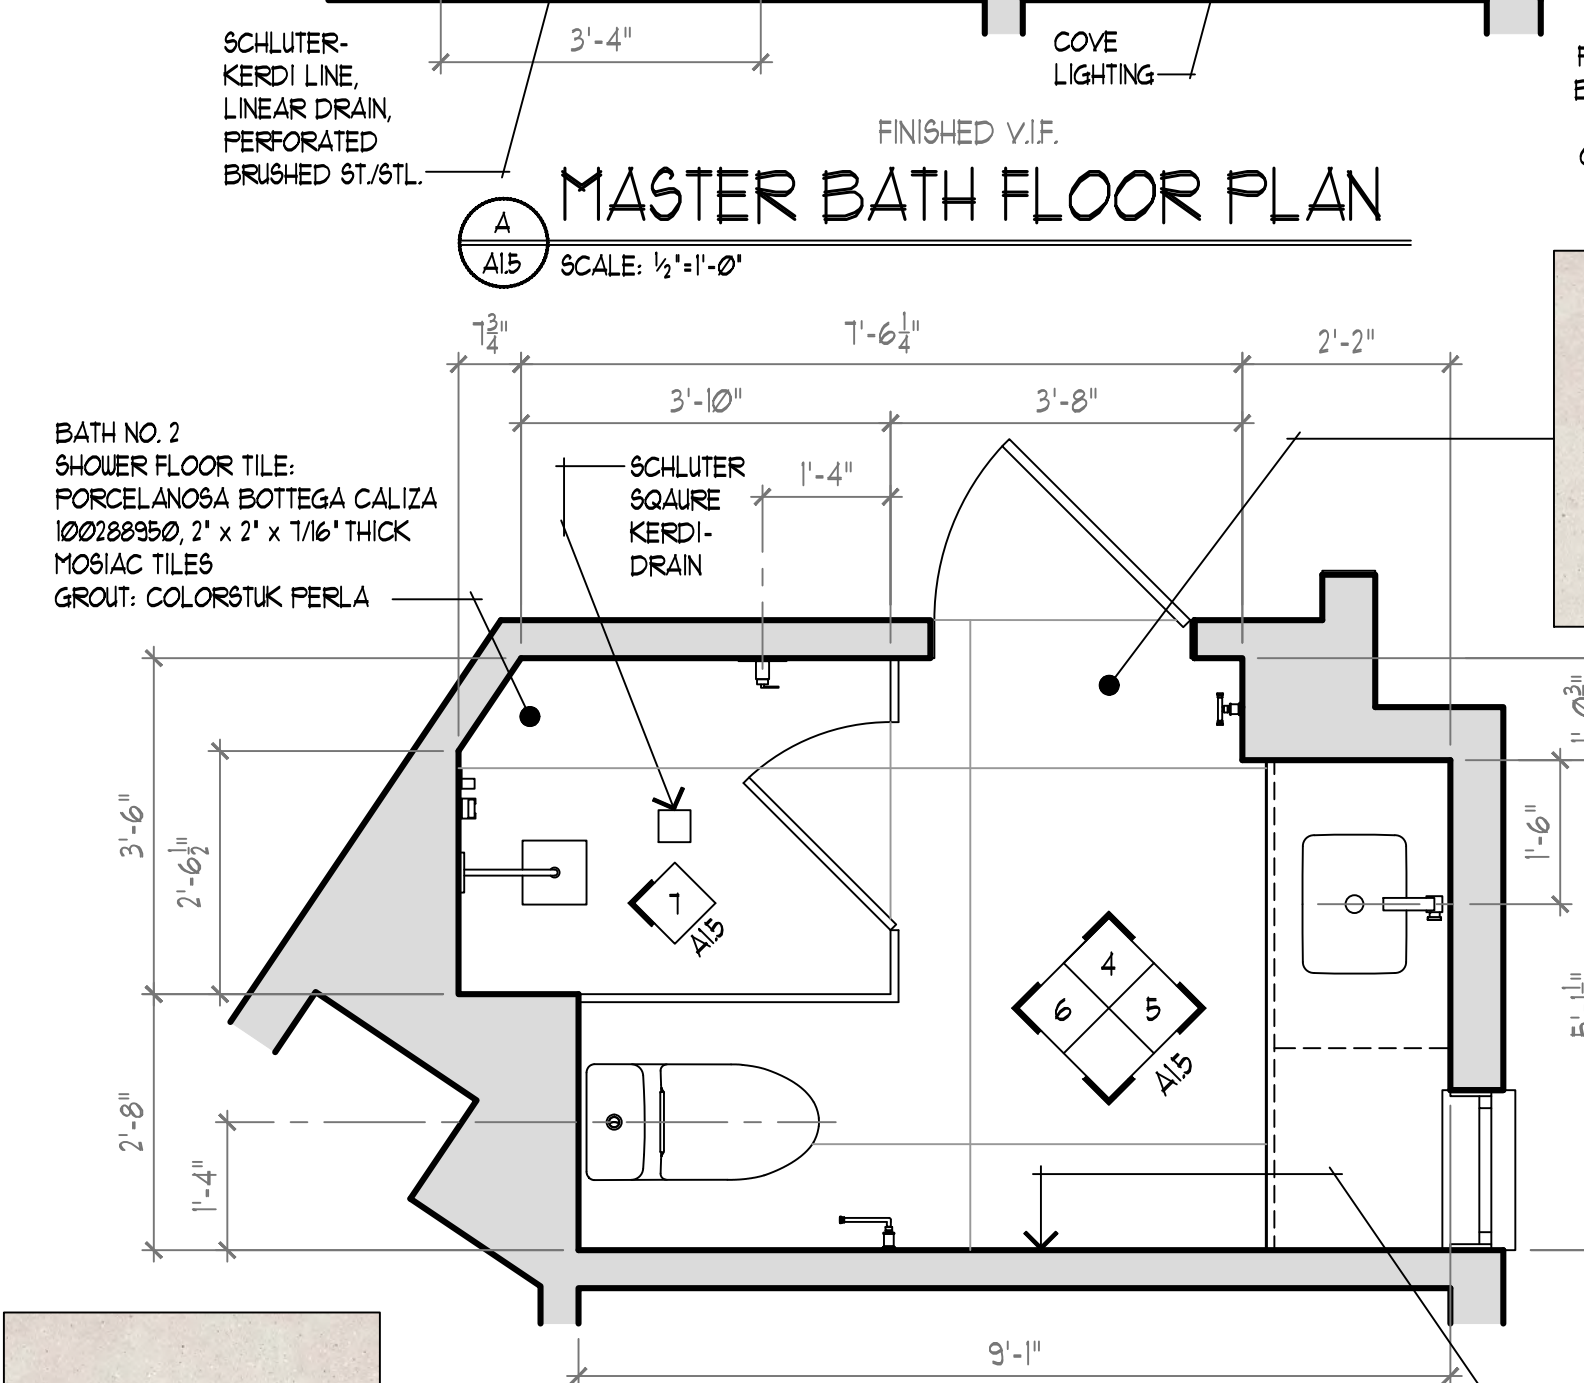 SCHLUTER-
KERDI LINE,
LINEAR DRAIN,
PERFORATED
BRUSHED ST./STL.
3'-4"
COVE
LIGHTING
FINISHED V.I.F.
MASTER BATH FLOOR PLAN
A
A1.5
SCALE: ½"=1'-0"
7¾"
7'-6¼"
2'-2"
3'-10"
3'-8"
BATH NO. 2
SHOWER FLOOR TILE:
PORCELANOSA BOTTEGA CALIZA
100288950, 2" x 2" x 7/16" THICK
MOSIAC TILES
GROUT: COLORSTUK PERLA
SCHLUTER
SQAURE
KERDI-
DRAIN
1'-4"
3'-6"
2'-6½"
1'-6"
7
A1.5
4
6
5
A1.5
2'-8"
1'-4"
9'-1"